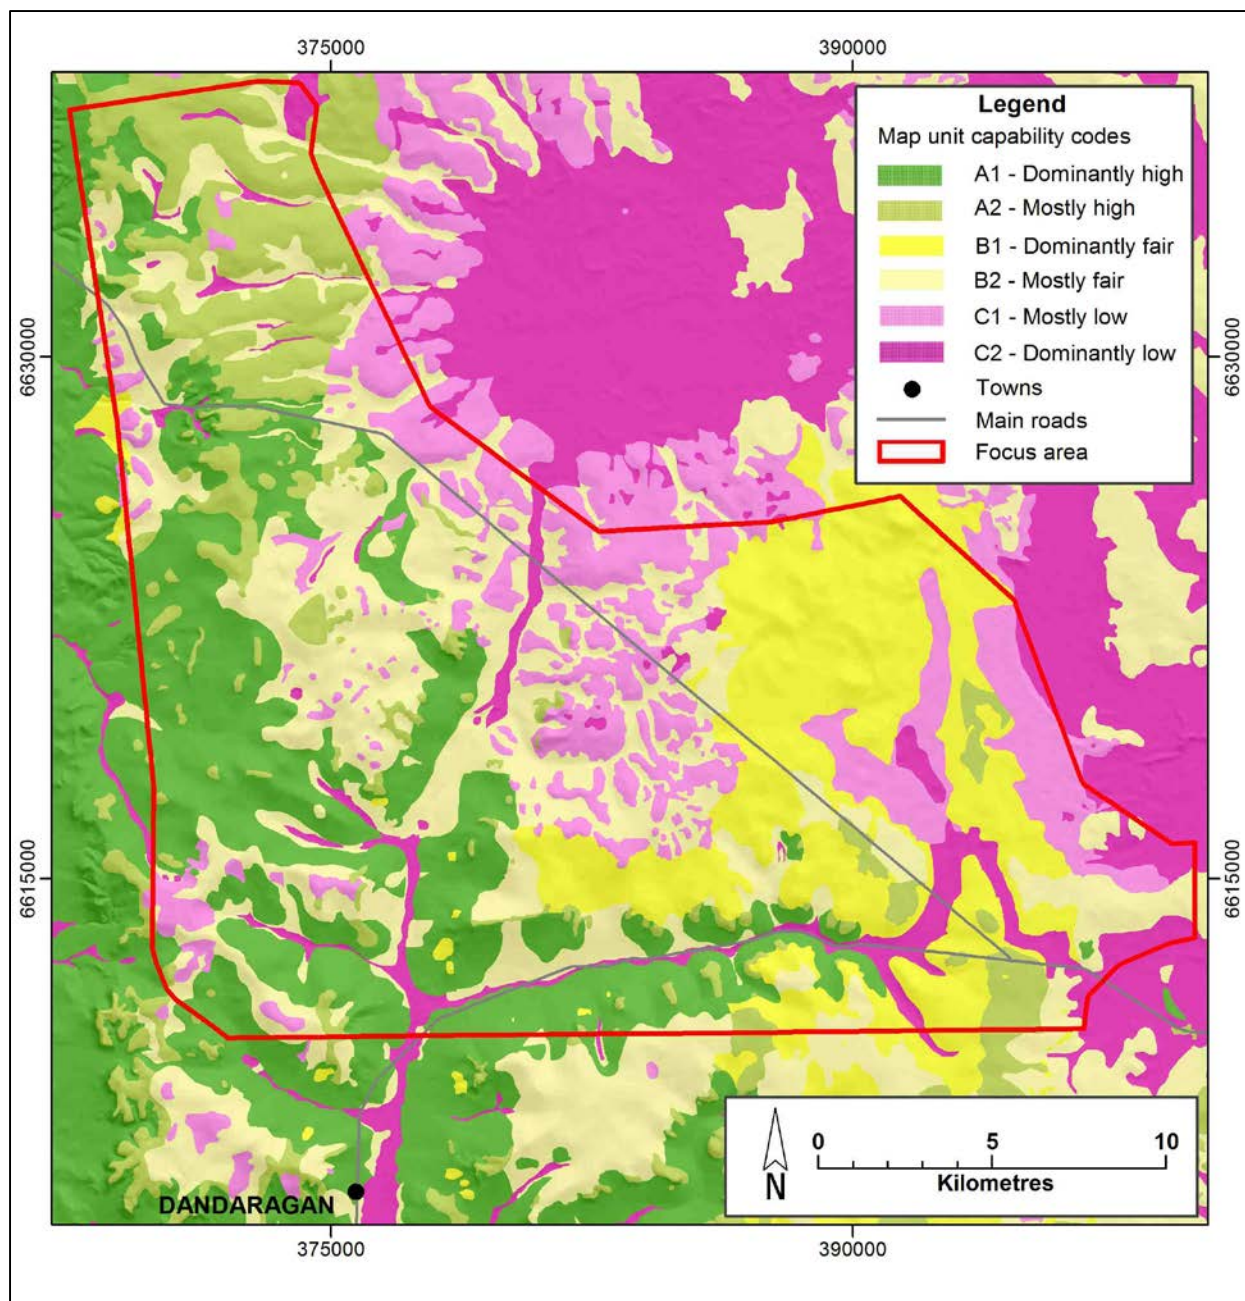 375000
390000
Legend
Map unit capability codes
A1 - Dominantly high
A2 - Mostly high
B1 - Dominantly fair
B2 - Mostly fair
C1 - Mostly low
C2 - Dominantly low
Towns
Main roads
Focus area
6630000
6630000
6615000
6615000
0
5
10
Kilometres
N
DANDARAGAN
375000
390000